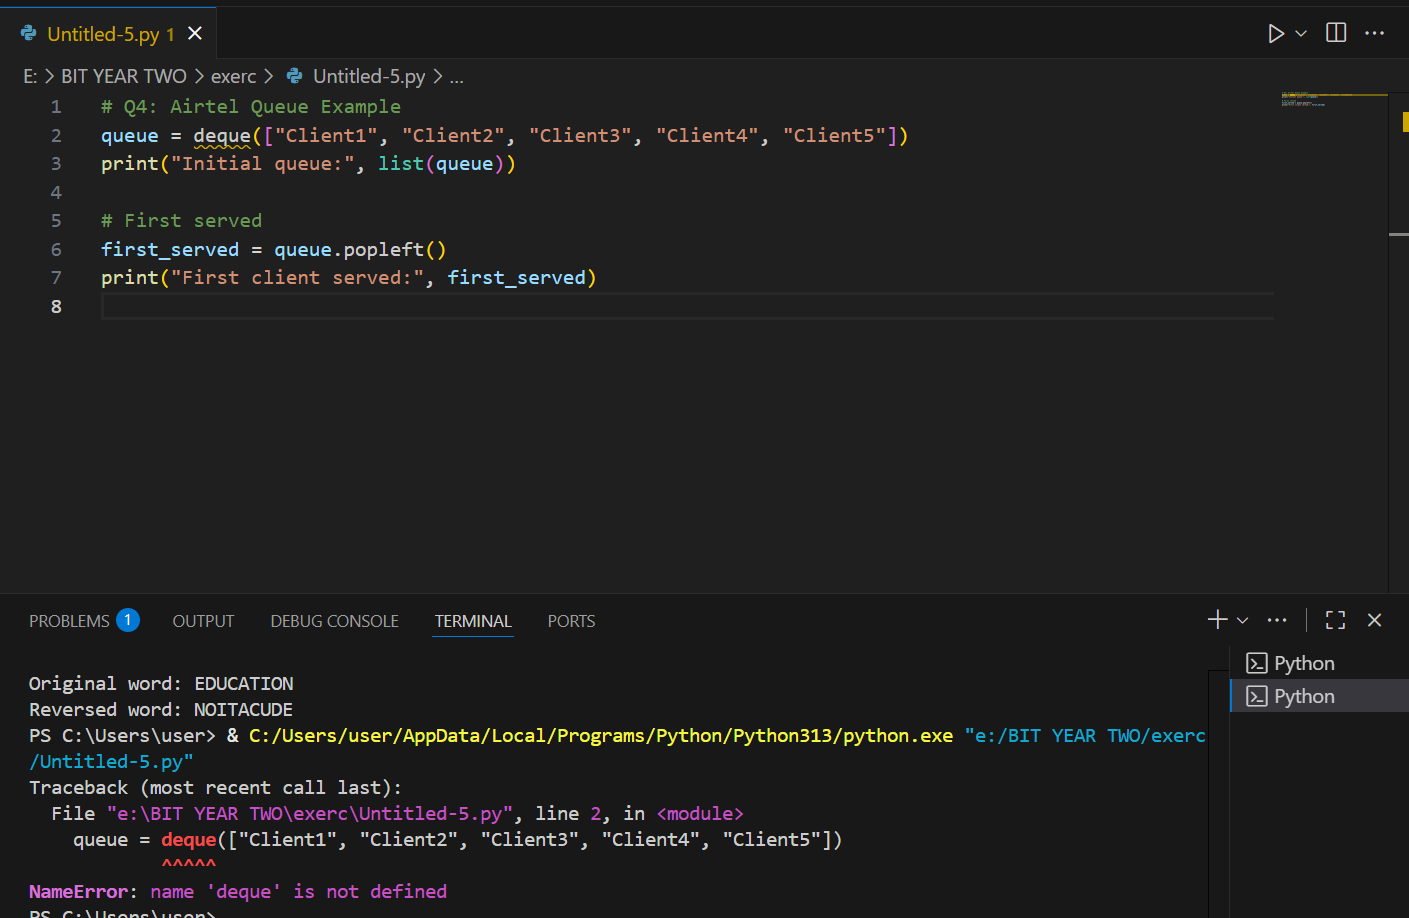 Untitled-5.py 1
E: > BIT YEAR TWO > exerc > Untitled-5.py > ...
1 # Q4: Airtel Queue Example
2 queue = deque(["Client1", "Client2", "Client3", "Client4", "Client5"])
3 print("Initial queue:", list(queue))
4
5 # First served
6 first_served = queue.popleft()
7 print("First client served:", first_served)
8
PROBLEMS 1 OUTPUT DEBUG CONSOLE TERMINAL PORTS
Python
Python
Original word: EDUCATION
Reversed word: NOITACUDE
PS C:\Users\user> & C:/Users/user/AppData/Local/Programs/Python/Python313/python.exe "e:/BIT YEAR TWO/exerc
/Untitled-5.py"
Traceback (most recent call last):
  File "e:\BIT YEAR TWO\exerc\Untitled-5.py", line 2, in <module>
    queue = deque(["Client1", "Client2", "Client3", "Client4", "Client5"])
            ^^^^^
NameError: name 'deque' is not defined
PS C:\Users\user>